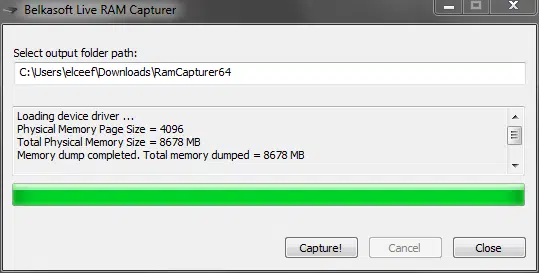 Belkasoft Live RAM Capturer
Select output folder path:
C:\Users\elceef\Downloads\RamCapturer64
Loading device driver ...
Physical Memory Page Size = 4096
Total Physical Memory Size = 8678 MB
Memory dump completed. Total memory dumped = 8678 MB
Capture!
Cancel
Close